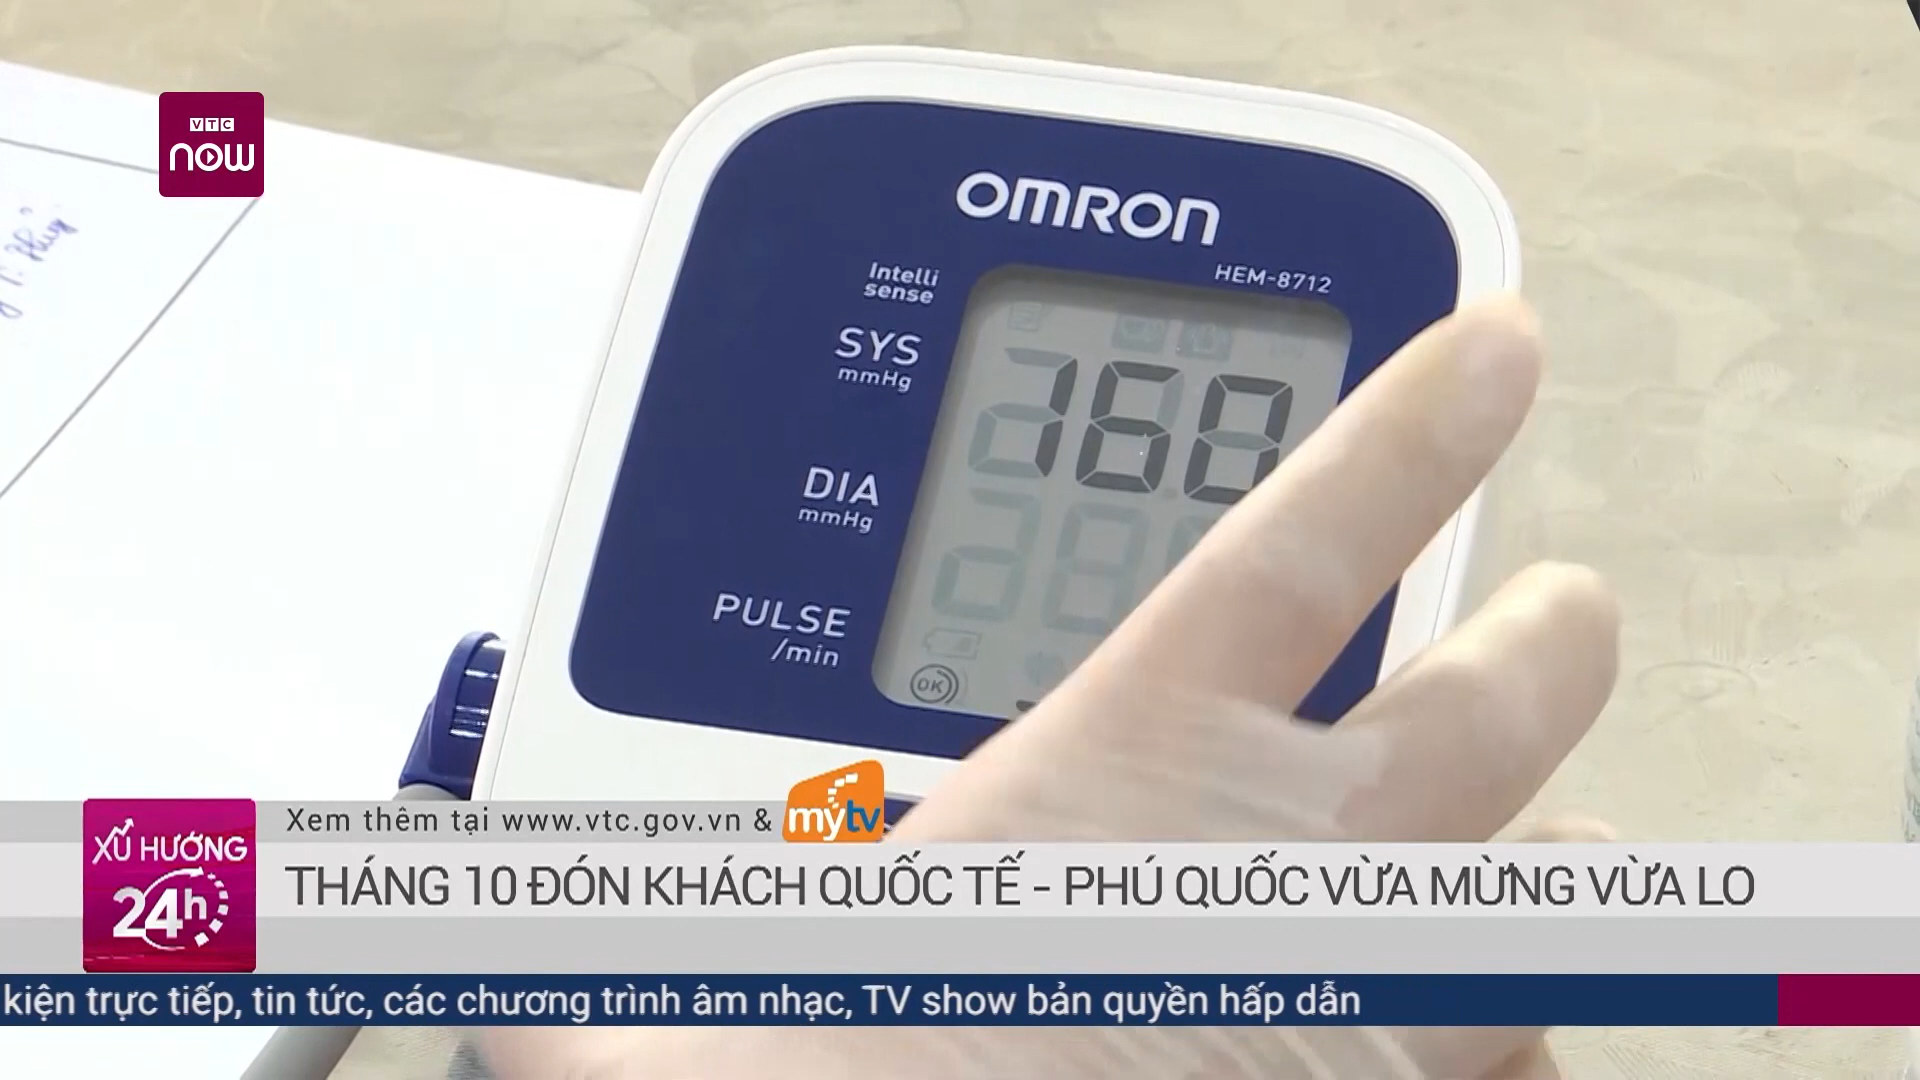 VTC
now
OMRON
HEM-8712
Intelli
sense
SYS
mmHg
160
DIA
mmHg
PULSE
/min
OK
Xem thêm tại www.vtc.gov.vn & mytv
XU HƯỚNG
24h
THÁNG 10 ĐÓN KHÁCH QUỐC TẾ - PHÚ QUỐC VỪA MỪNG VỪA LO
kiện trực tiếp, tin tức, các chương trình âm nhạc, TV show bản quyền hấp dẫn